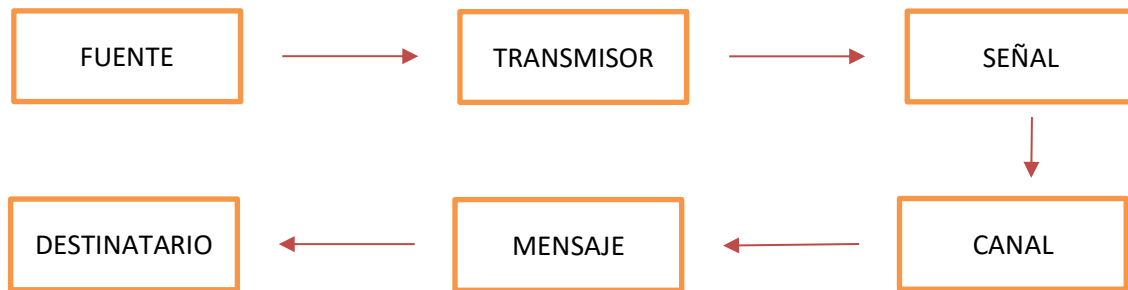 FUENTE
TRANSMISOR
SEÑAL
CANAL
MENSAJE
DESTINATARIO